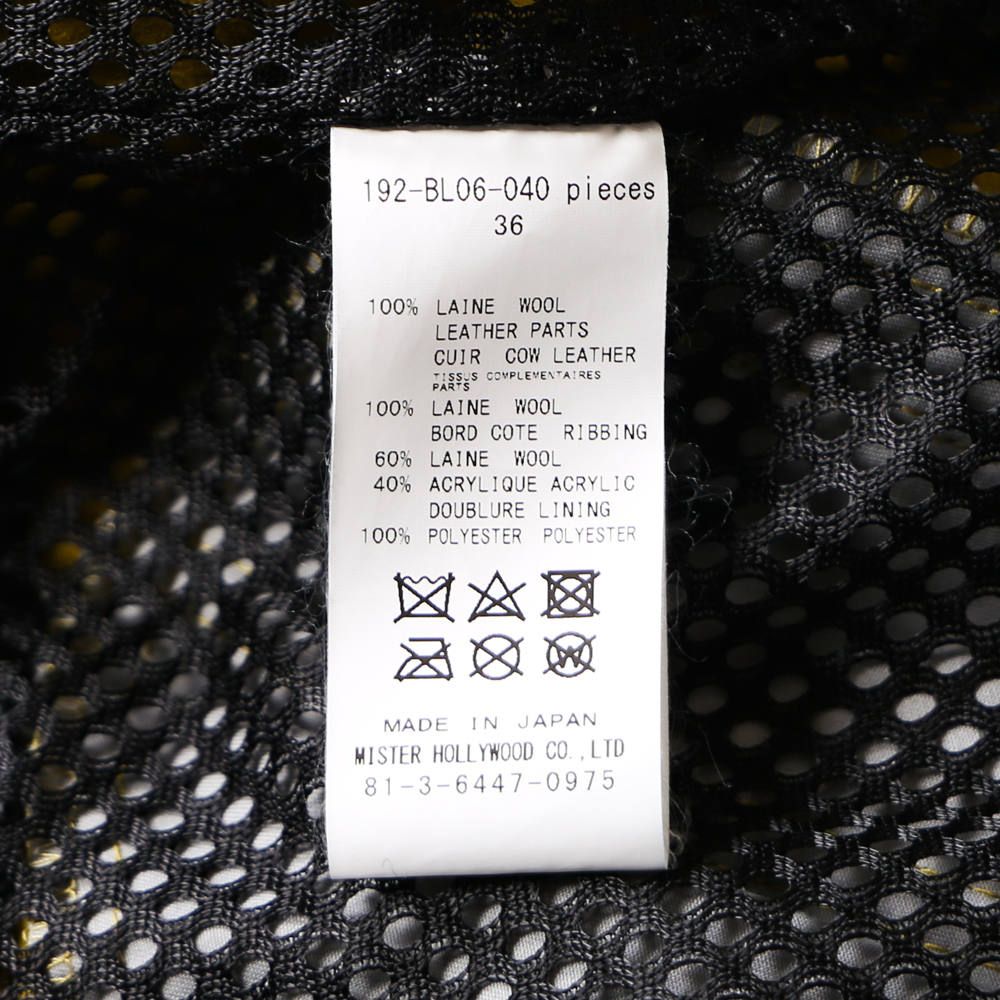 192-BL06-040 pieces
36
100% LAINE WOOL
LEATHER PARTS
CUIR COW LEATHER
TISSUS COMPLEMENTAIRES
PARTS
100% LAINE WOOL
BORD COTE RIBBING
60% LAINE WOOL
40% ACRYLIQUE ACRYLIC
DOUBLURE LINING
100% POLYESTER POLYESTER
W
MADE IN JAPAN
MISTER HOLLYWOOD CO.,LTD
81-3-6447-0975